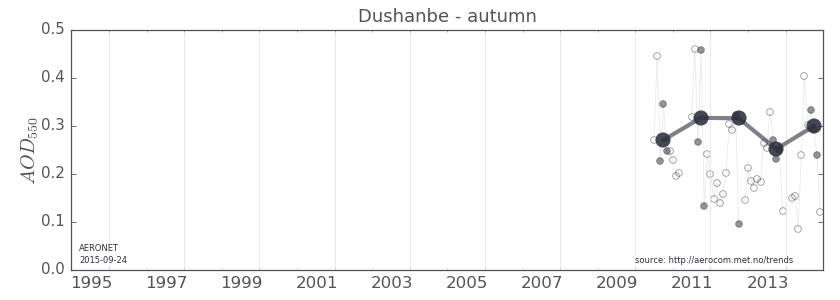 Dushanbe - autumn
0.5
0.4
0.3
0.2
0.1
0.0
AOD550
AERONET
2015-09-24
source: http://aerocom.met.no/trends
1995 1997 1999 2001 2003 2005 2007 2009 2011 2013